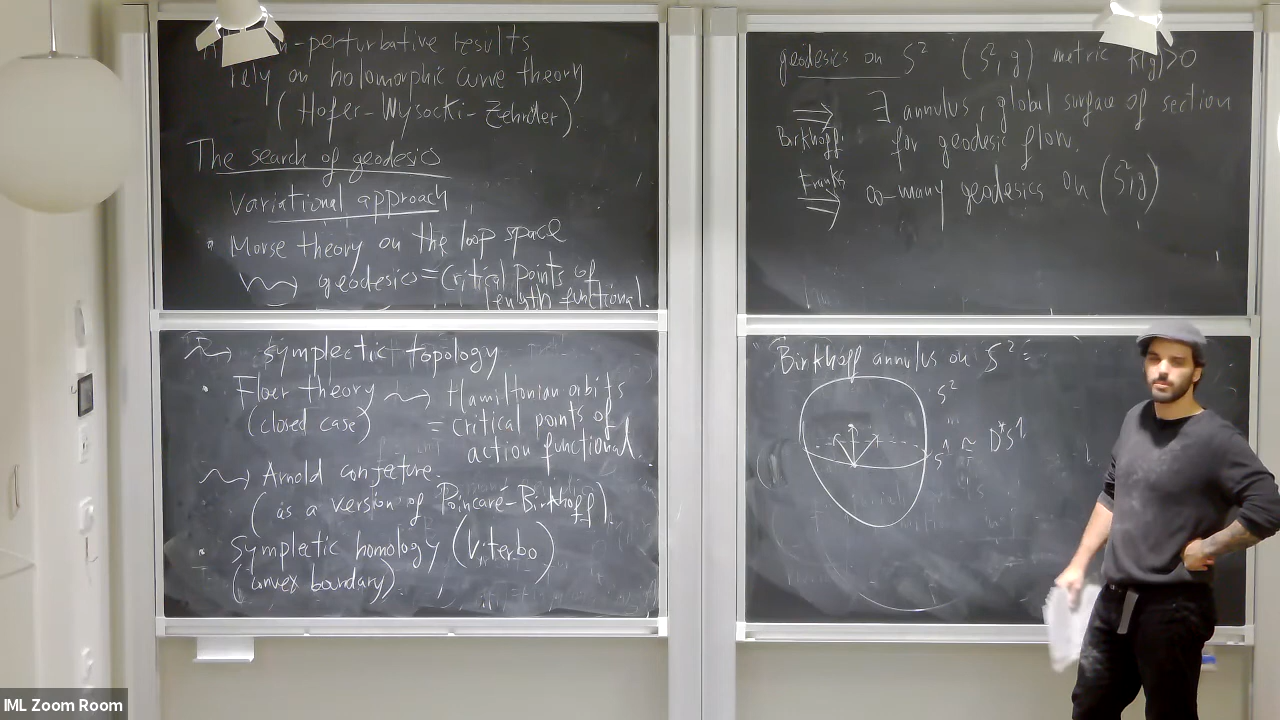 -perturbative results
rely on holomorphic curve theory
(Hofer-Wysocki-Zehnder)
The search of geodesics
Variational approach
• Morse theory on the loop space
⇝ geodesics = critical points of
length functional.
⇝ symplectic topology
• Floer theory ⇝ Hamiltonian orbits
(closed case) = critical points of
action functional.
⇝ Arnold conjecture.
(as a version of Poincaré-Birkhoff).
• Symplectic homology (Viterbo)
(convex boundary).
geodesics on S² (S², g) metric K(g)>0
⟹ ∃ annulus, global surface of section
Birkhoff for geodesic flow.
Franks
⟹ ∞-many geodesics on (S², g)
Birkhoff annulus on S²:
S²
S¹ ≅ D*S¹
IML Zoom Room